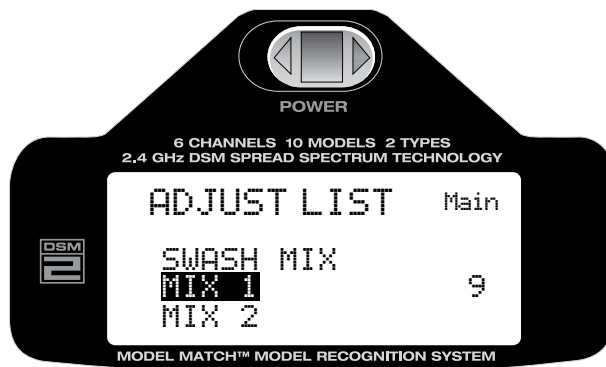 POWER
6 CHANNELS 10 MODELS 2 TYPES
2.4 GHz DSM SPREAD SPECTRUM TECHNOLOGY
ADJUST LIST Main
DSM
2
SWASH MIX
MIX 1 9
MIX 2
MODEL MATCH™ MODEL RECOGNITION SYSTEM